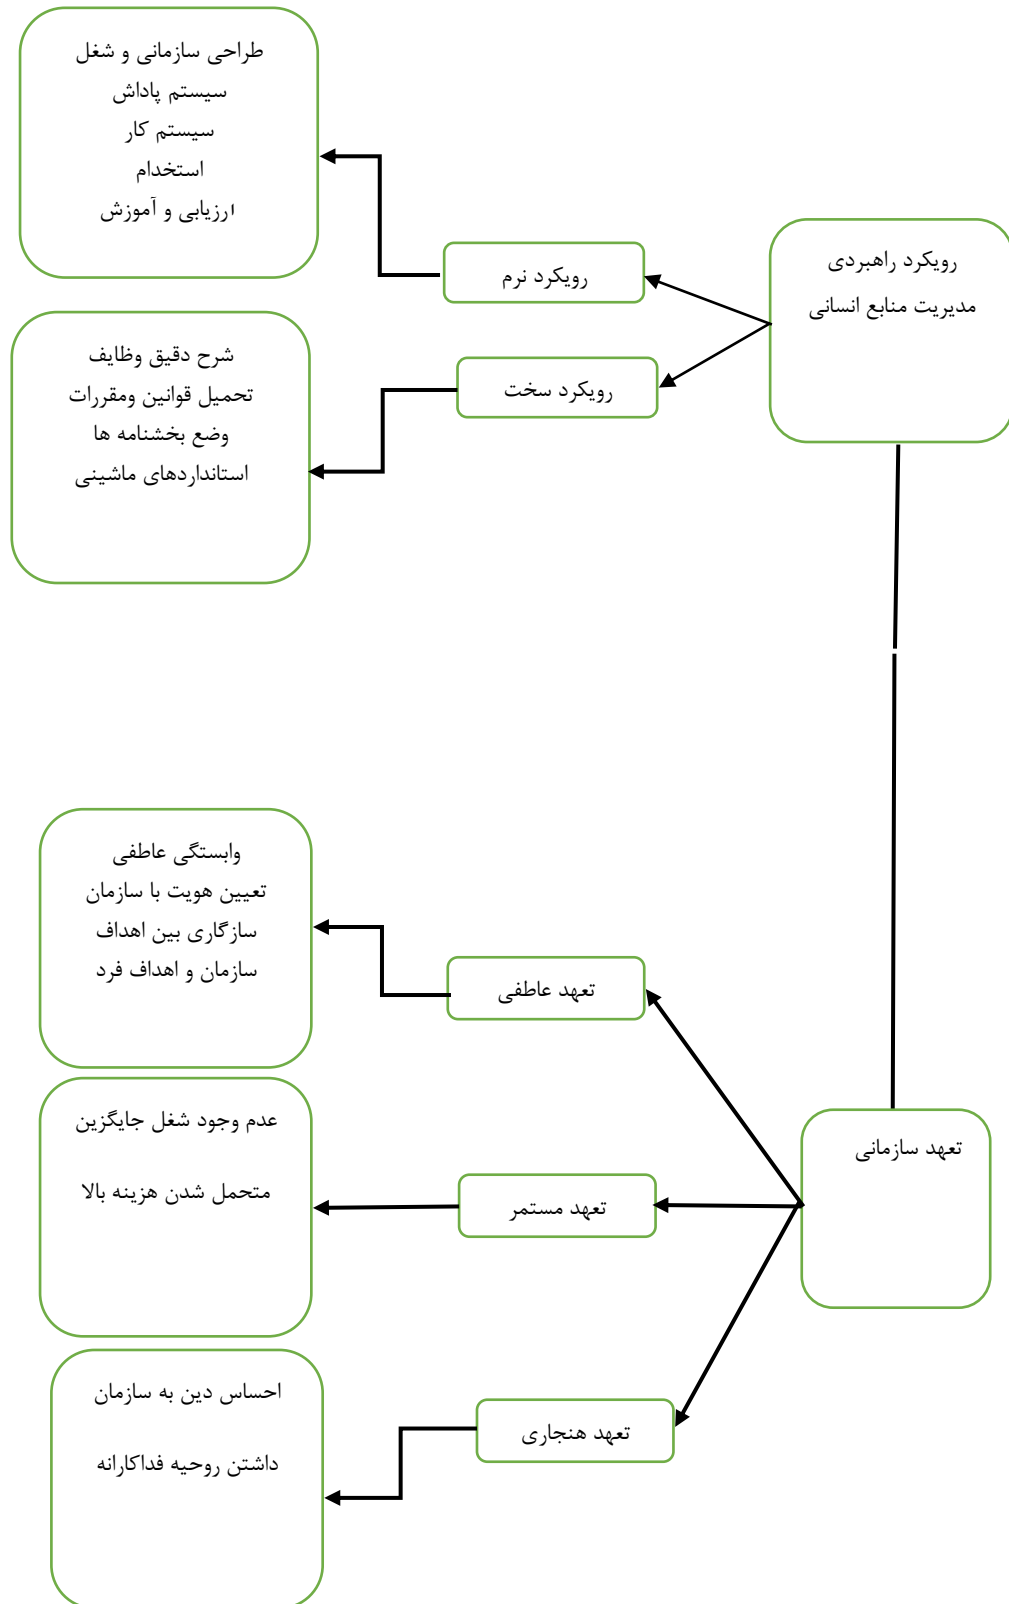 رویکرد راهبردی
مدیریت منابع انسانی
رویکرد نرم
طراحی سازمانی و شغل
سیستم پاداش
سیستم کار
استخدام
ارزیابی و آموزش
رویکرد سخت
شرح دقیق وظایف
تحمیل قوانین ومقررات
وضع بخشنامه ها
استانداردهای ماشینی
تعهد سازمانی
تعهد عاطفی
وابستگی عاطفی
تعیین هویت با سازمان
سازگاری بین اهداف
سازمان و اهداف فرد
تعهد مستمر
عدم وجود شغل جایگزین
متحمل شدن هزینه بالا
تعهد هنجاری
احساس دین به سازمان
داشتن روحیه فداکارانه